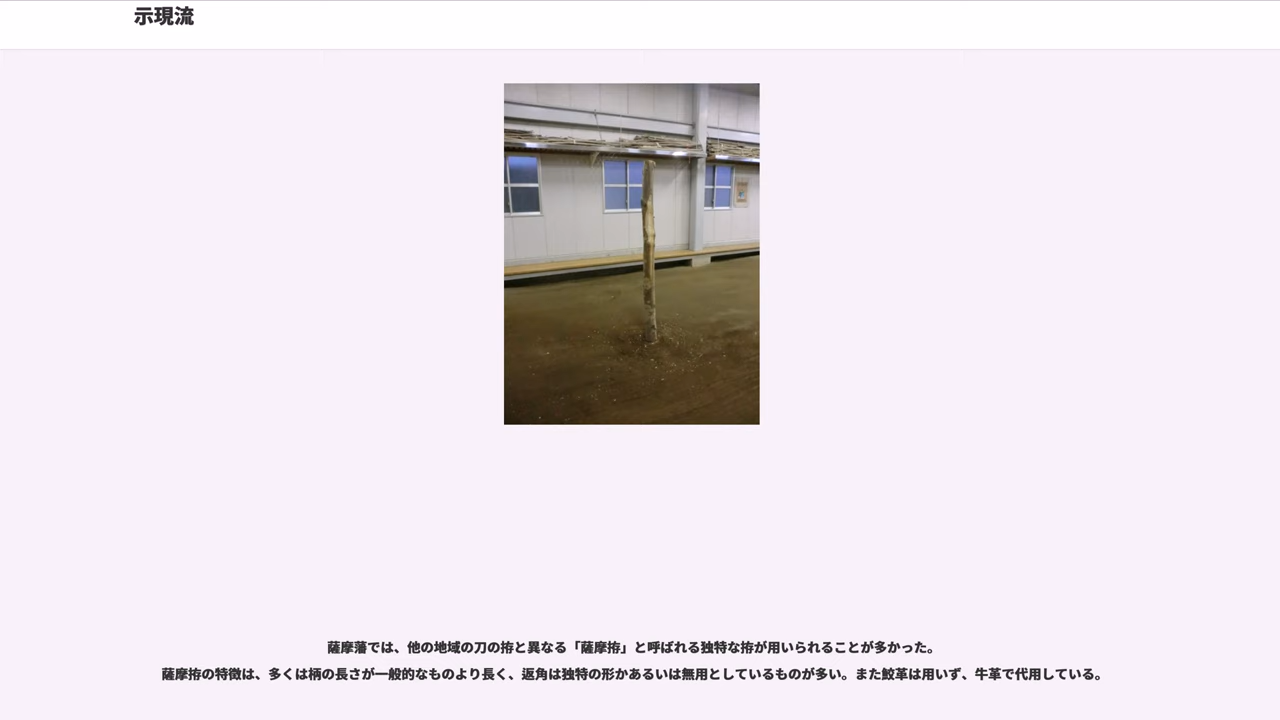 示現流
薩摩藩では、他の地域の刀の拵と異なる「薩摩拵」と呼ばれる独特な拵が用いられることが多かった。
薩摩拵の特徴は、多くは柄の長さが一般的なものより長く、返角は独特の形かあるいは無用としているものが多い。また鮫革は用いず、牛革で代用している。